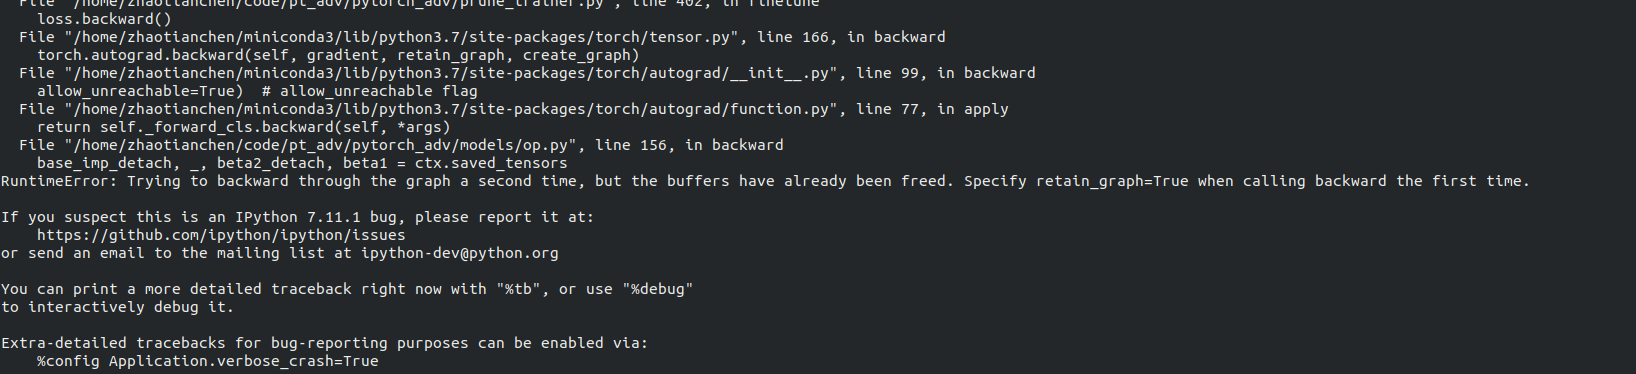 File "/home/zhaotianchen/code/pt_adv/pytorch_adv/prune_trainer.py", line 402, in finetune
    loss.backward()
  File "/home/zhaotianchen/miniconda3/lib/python3.7/site-packages/torch/tensor.py", line 166, in backward
    torch.autograd.backward(self, gradient, retain_graph, create_graph)
  File "/home/zhaotianchen/miniconda3/lib/python3.7/site-packages/torch/autograd/__init__.py", line 99, in backward
    allow_unreachable=True)  # allow_unreachable flag
  File "/home/zhaotianchen/miniconda3/lib/python3.7/site-packages/torch/autograd/function.py", line 77, in apply
    return self._forward_cls.backward(self, *args)
  File "/home/zhaotianchen/code/pt_adv/pytorch_adv/models/op.py", line 156, in backward
    base_imp_detach, _, beta2_detach, beta1 = ctx.saved_tensors
RuntimeError: Trying to backward through the graph a second time, but the buffers have already been freed. Specify retain_graph=True when calling backward the first time.
If you suspect this is an IPython 7.11.1 bug, please report it at:
    https://github.com/ipython/ipython/issues
or send an email to the mailing list at ipython-dev@python.org
You can print a more detailed traceback right now with "%tb", or use "%debug"
to interactively debug it.
Extra-detailed tracebacks for bug-reporting purposes can be enabled via:
    %config Application.verbose_crash=True